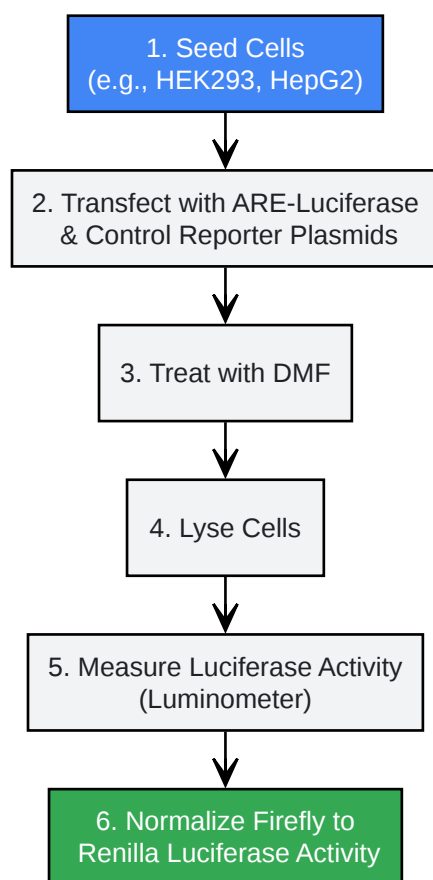 1. Seed Cells
(e.g., HEK293, HepG2)
2. Transfect with ARE-Luciferase
& Control Reporter Plasmids
3. Treat with DMF
4. Lyse Cells
5. Measure Luciferase Activity
(Luminometer)
6. Normalize Firefly to
Renilla Luciferase Activity